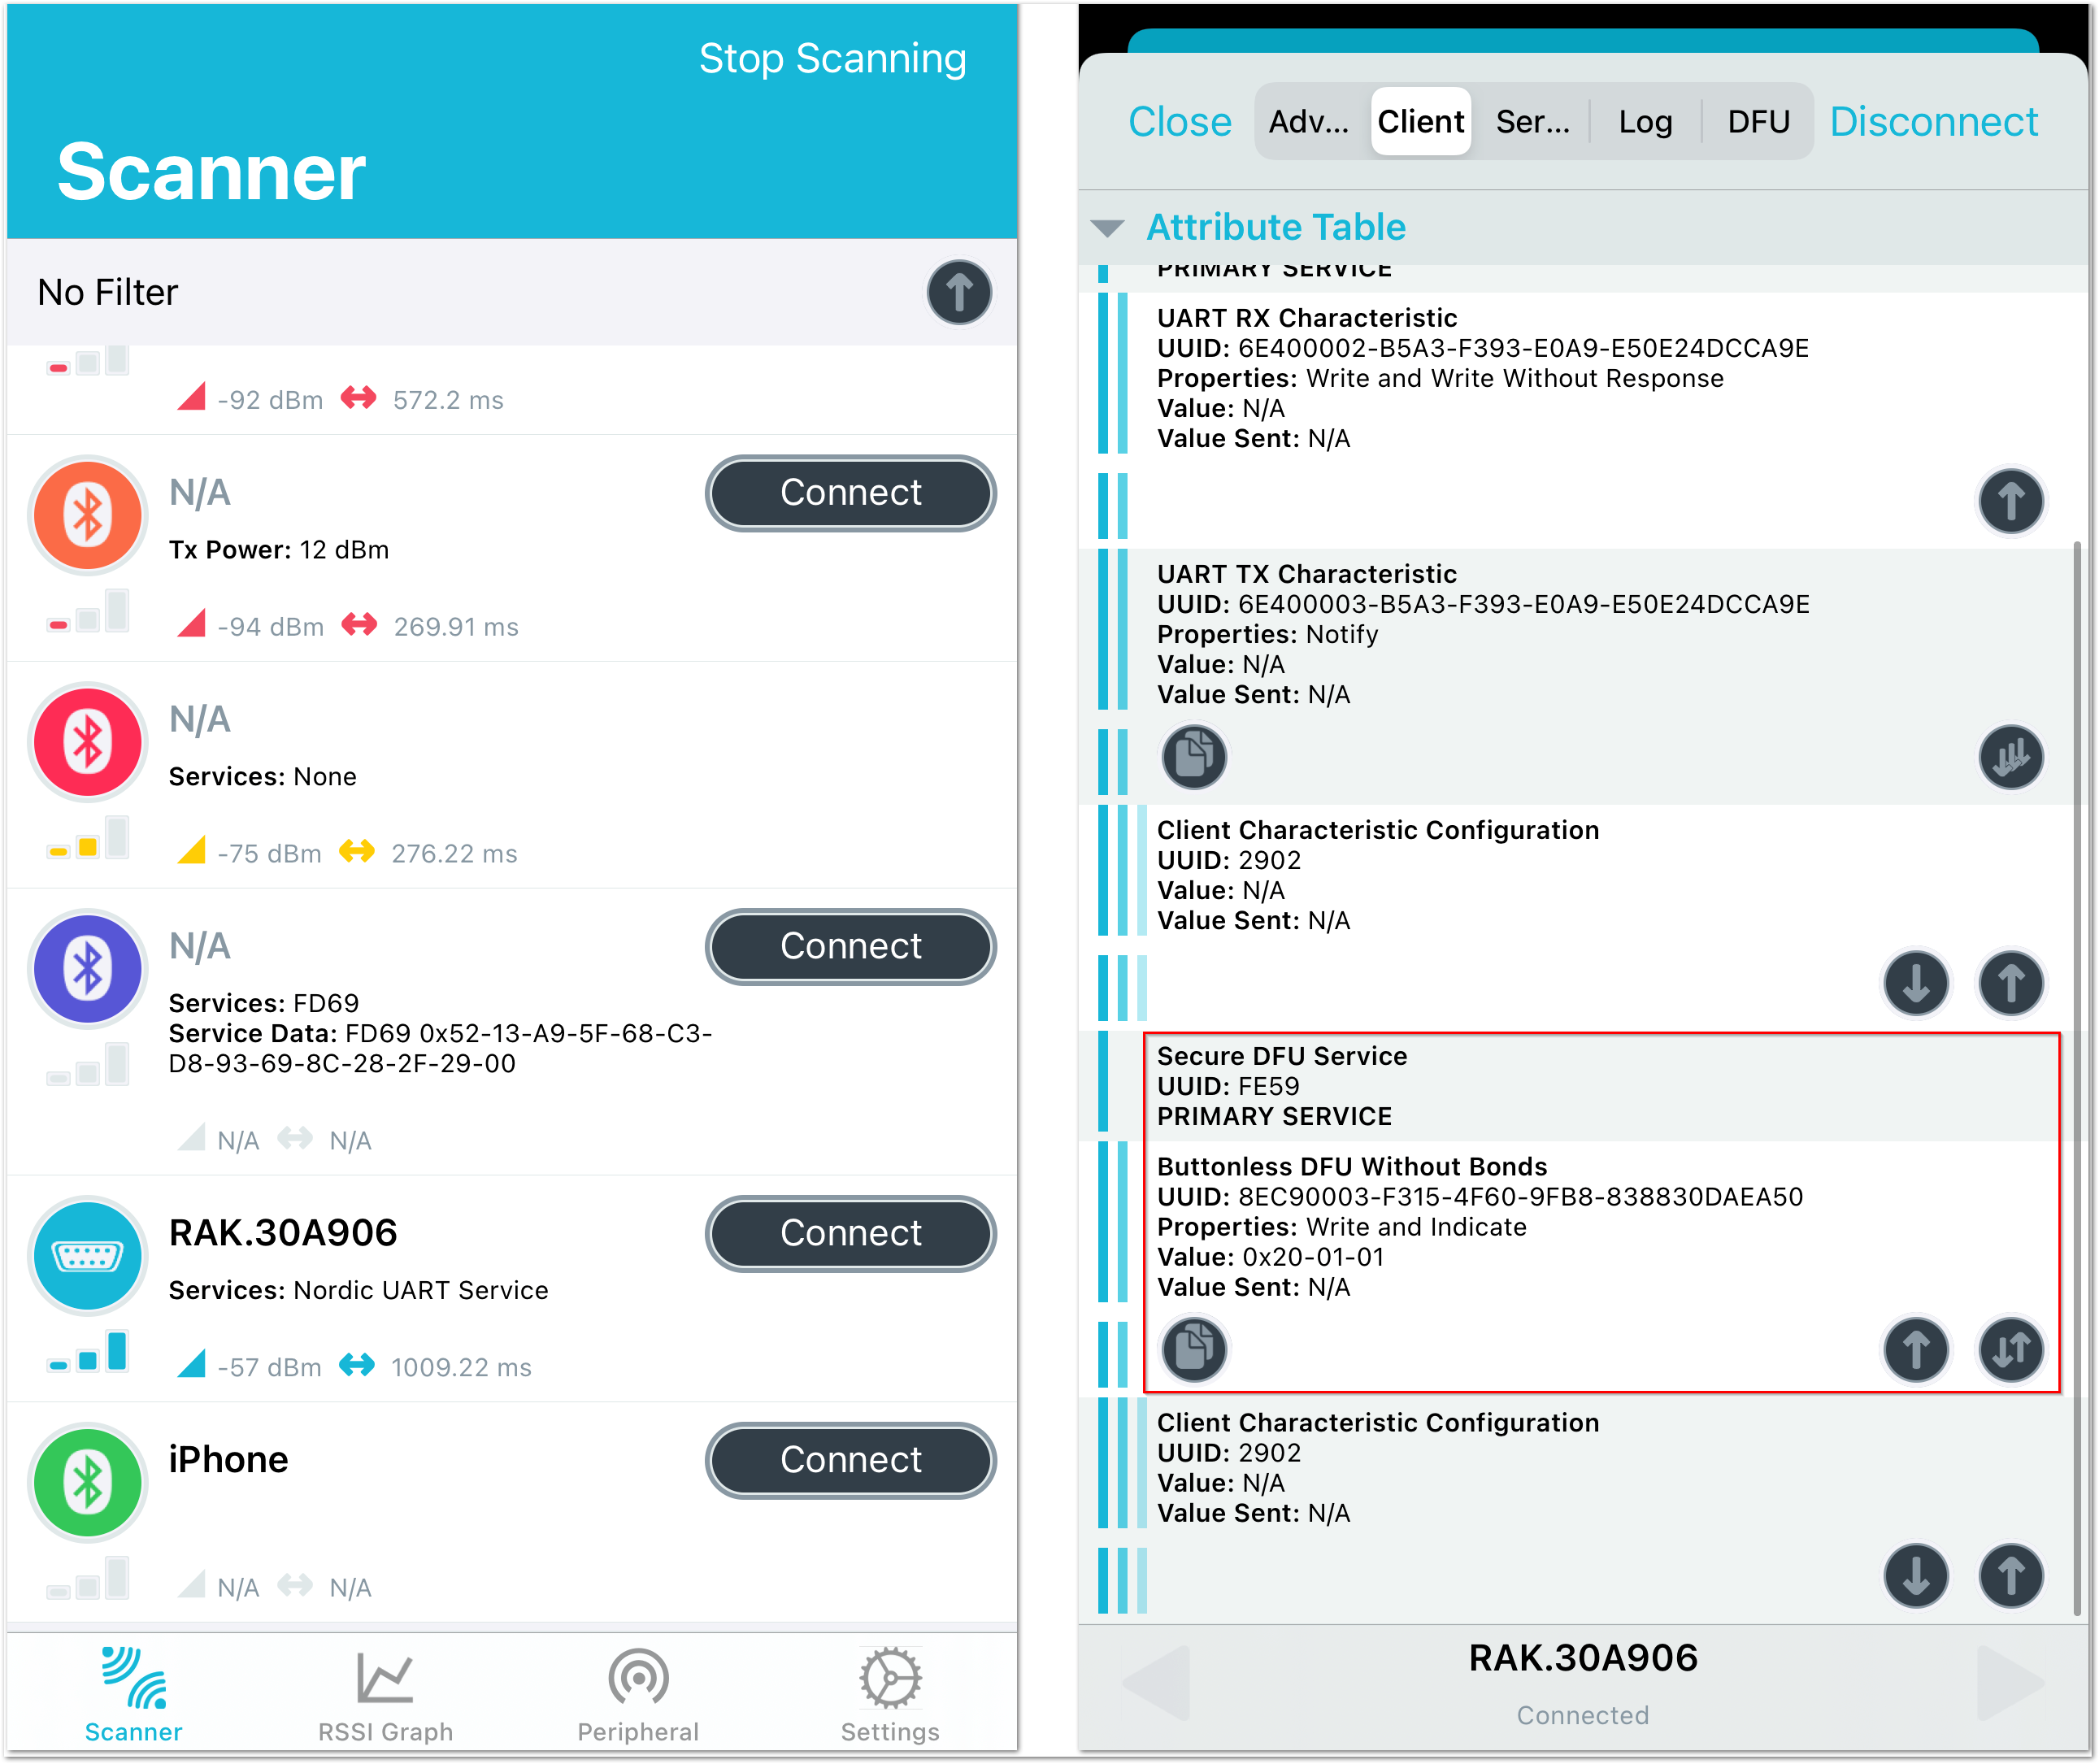 Stop Scanning
Scanner
No Filter
-92 dBm 572.2 ms
N/A
Connect
Tx Power: 12 dBm
-94 dBm 269.91 ms
N/A
Services: None
-75 dBm 276.22 ms
N/A
Connect
Services: FD69
Service Data: FD69 0x52-13-A9-5F-68-C3-
D8-93-69-8C-28-2F-29-00
N/A N/A
RAK.30A906
Connect
Services: Nordic UART Service
-57 dBm 1009.22 ms
iPhone
Connect
N/A N/A
Scanner RSSI Graph Peripheral Settings
Close Adv... Client Ser... Log DFU Disconnect
Attribute Table
PRIMARY SERVICE
UART RX Characteristic
UUID: 6E400002-B5A3-F393-E0A9-E50E24DCCA9E
Properties: Write and Write Without Response
Value: N/A
Value Sent: N/A
UART TX Characteristic
UUID: 6E400003-B5A3-F393-E0A9-E50E24DCCA9E
Properties: Notify
Value: N/A
Value Sent: N/A
Client Characteristic Configuration
UUID: 2902
Value: N/A
Value Sent: N/A
Secure DFU Service
UUID: FE59
PRIMARY SERVICE
Buttonless DFU Without Bonds
UUID: 8EC90003-F315-4F60-9FB8-838830DAEA50
Properties: Write and Indicate
Value: 0x20-01-01
Value Sent: N/A
Client Characteristic Configuration
UUID: 2902
Value: N/A
Value Sent: N/A
RAK.30A906
Connected